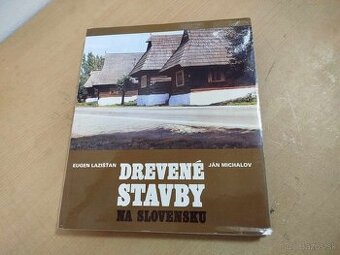 EUGEN LAZIŠŤAN JÁN MICHALOV
DREVENÉ
STAVBY
NA SLOVENSKU